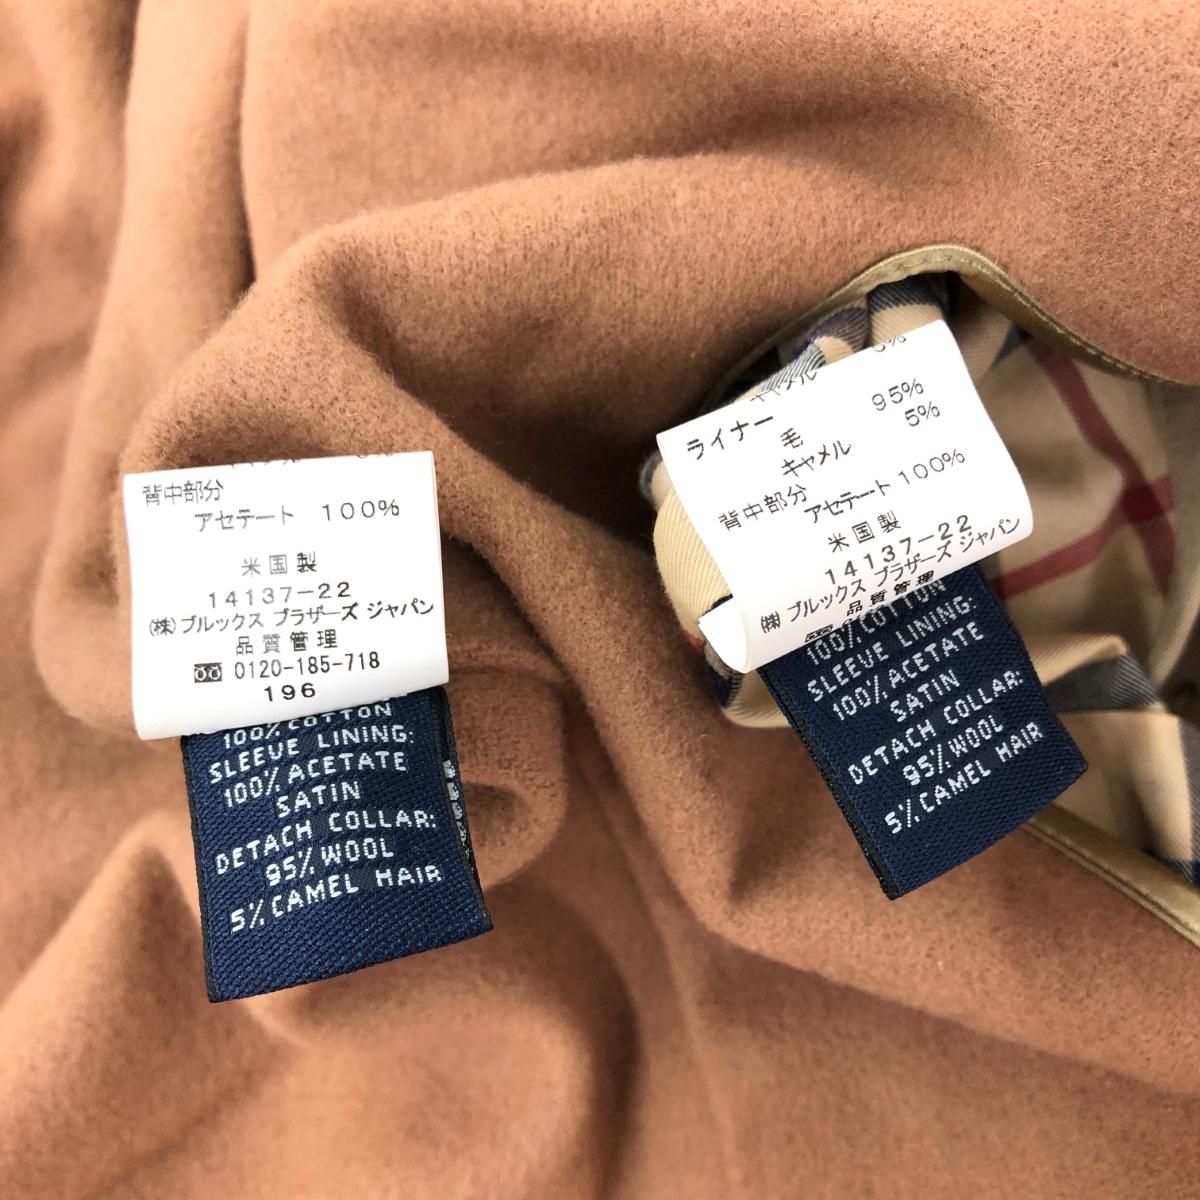 背中部分
アセテート 100%
米国製
14137-22
(株)ブルックス ブラザーズ ジャパン
品質管理
0120-185-718
196
100% COTTON
SLEEVE LINING:
100% ACETATE
SATIN
DETACH COLLAR:
95% WOOL
5% CAMEL HAIR
キャメル 5%
ライナー
毛 95%
キャメル 5%
背中部分
アセテート 100%
米国製
14137-22
(株)ブルックス ブラザーズ ジャパン
品質管理
100% COTTON
SLEEVE LINING:
100% ACETATE
SATIN
DETACH COLLAR:
95% WOOL
5% CAMEL HAIR